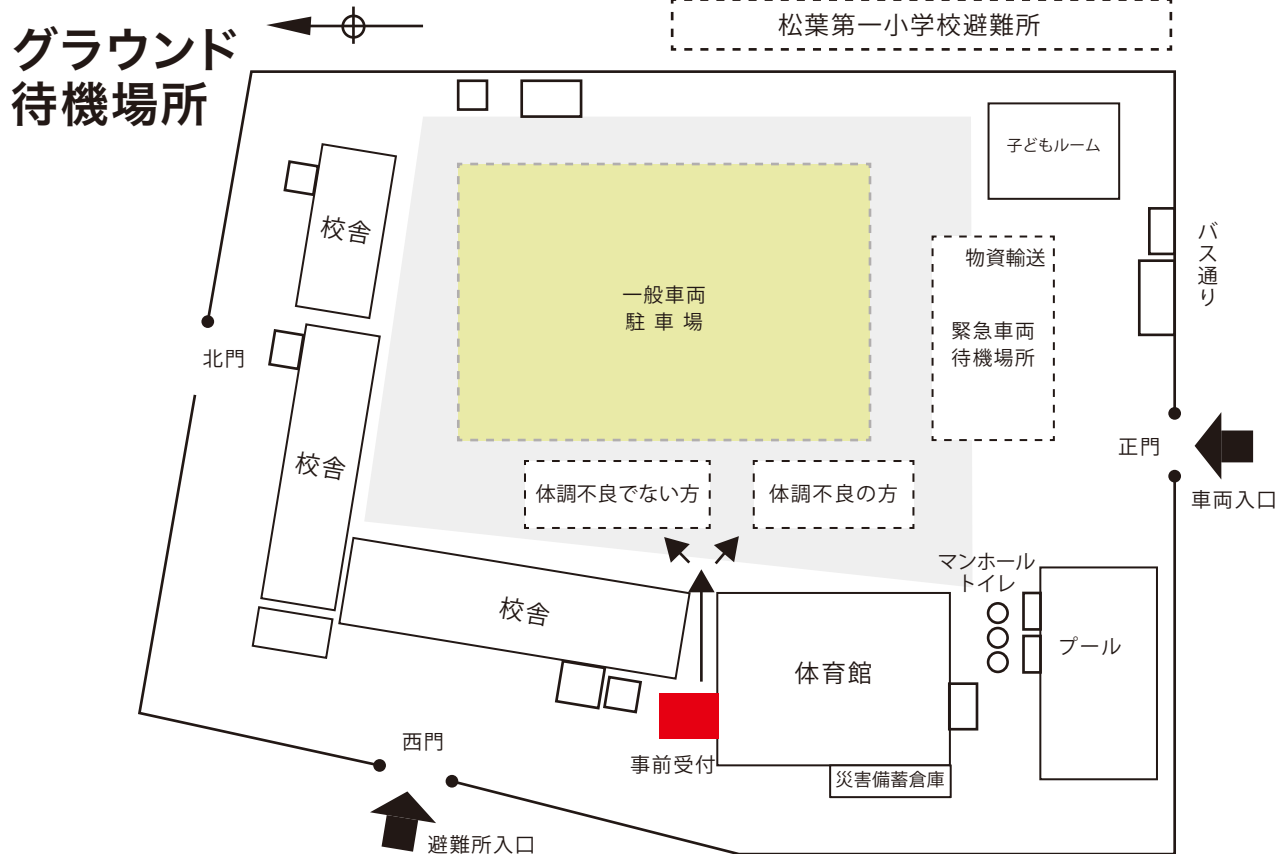 グラウンド
待機場所
松葉第一小学校避難所
子どもルーム
校舎
バス通り
物資輸送
一般車両
駐車場
緊急車両
待機場所
北門
正門
校舎
体調不良でない方
体調不良の方
車両入口
マンホール
トイレ
校舎
プール
体育館
西門
事前受付
災害備蓄倉庫
避難所入口